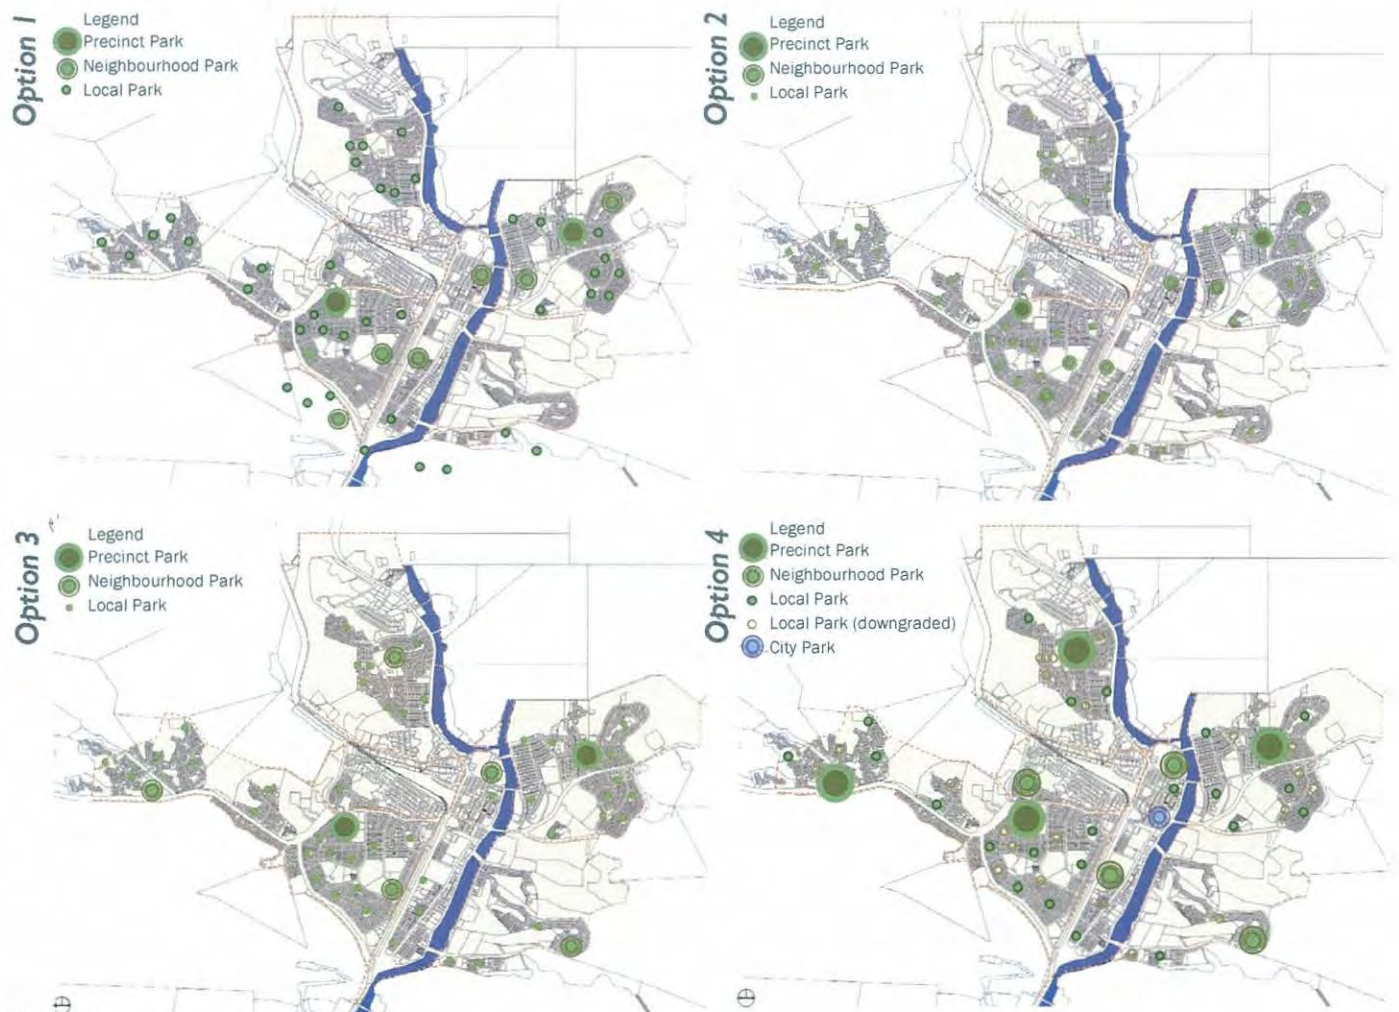 Option 1
Legend
Precinct Park
Neighbourhood Park
Local Park
Option 2
Legend
Precinct Park
Neighbourhood Park
Local Park
Option 3
Legend
Precinct Park
Neighbourhood Park
Local Park
Option 4
Legend
Precinct Park
Neighbourhood Park
Local Park
Local Park (downgraded)
City Park